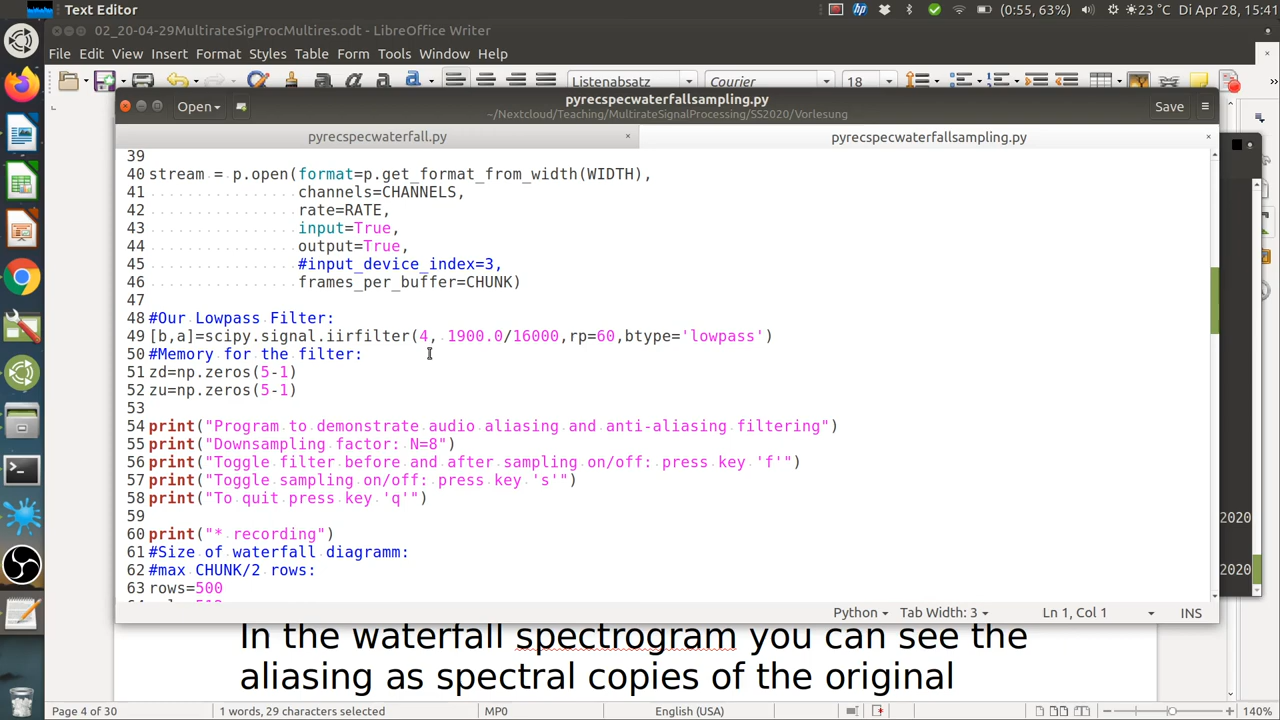 Text Editor
(0:55, 63%)
23 °C
Di Apr 28, 15:41
02_20-04-29MultirateSigProcMultires.odt - LibreOffice Writer
File Edit View Insert Format Styles Table Form Tools Window Help
Listenabsatz
Courier
18
Open
pyrecspecwaterfallsampling.py
~/Nextcloud/Teaching/MultirateSignalProcessing/SS2020/Vorlesung
Save
pyrecspecwaterfall.py
pyrecspecwaterfallsampling.py
39
40 stream = p.open(format=p.get_format_from_width(WIDTH),
41 channels=CHANNELS,
42 rate=RATE,
43 input=True,
44 output=True,
45 #input_device_index=3,
46 frames_per_buffer=CHUNK)
47
48 #Our Lowpass Filter:
49 [b,a]=scipy.signal.iirfilter(4, 1900.0/16000,rp=60,btype='lowpass')
50 #Memory for the filter:
51 zd=np.zeros(5-1)
52 zu=np.zeros(5-1)
53
54 print("Program to demonstrate audio aliasing and anti-aliasing filtering")
55 print("Downsampling factor: N=8")
56 print("Toggle filter before and after sampling on/off: press key 'f'")
57 print("Toggle sampling on/off: press key 's'")
58 print("To quit press key 'q'")
59
60 print("* recording")
61 #Size of waterfall diagramm:
62 #max CHUNK/2 rows:
63 rows=500
2020
2020
Python
Tab Width: 3
Ln 1, Col 1
INS
In the waterfall spectrogram you can see the
aliasing as spectral copies of the original
Page 4 of 30
1 words, 29 characters selected
MP0
English (USA)
140%